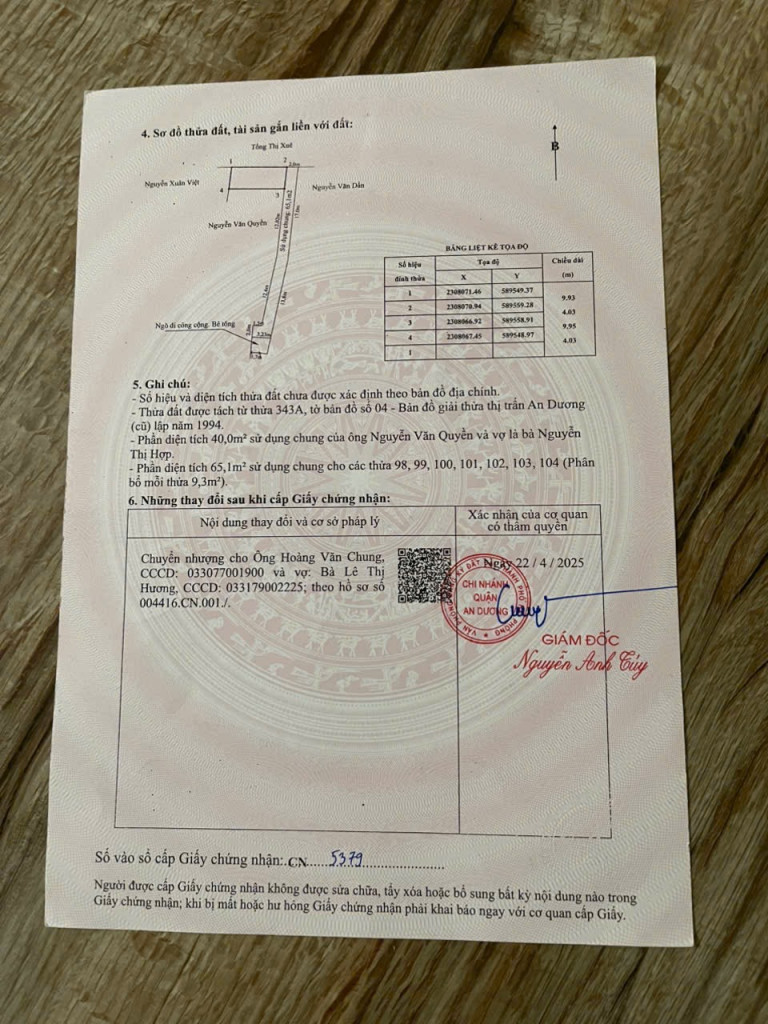 4. Sơ đồ thửa đất, tài sản gắn liền với đất:
Tống Thị Xoè
B
1
2
2,0m
Nguyễn Xuân Việt
4
3
Nguyễn Văn Dần
Nguyễn Văn Quyền
Sử dụng chung: 65,1m2
Ngõ đi công cộng. Bê tông
BẢNG LIỆT KÊ TỌA ĐỘ
Số hiệu đỉnh thửa
Tọa độ
Chiều dài (m)
X
Y
1 2308071.46 589549.37
9.93
2 2308070.94 589559.28
4.03
3 2308066.92 589558.91
9.95
4 2308067.45 589548.97
4.03
1
5. Ghi chú:
- Số hiệu và diện tích thửa đất chưa được xác định theo bản đồ địa chính.
- Thửa đất được tách từ thửa 343A, tờ bản đồ số 04 - Bản đồ giải thửa thị trấn An Dương
(cũ) lập năm 1994.
- Phần diện tích 40,0m² sử dụng chung của ông Nguyễn Văn Quyền và vợ là bà Nguyễn
Thị Hợp.
- Phần diện tích 65,1m² sử dụng chung cho các thửa 98, 99, 100, 101, 102, 103, 104 (Phân
bổ mỗi thửa 9,3m²).
6. Những thay đổi sau khi cấp Giấy chứng nhận:
Nội dung thay đổi và cơ sở pháp lý
Xác nhận của cơ quan
có thẩm quyền
Chuyển nhượng cho Ông Hoàng Văn Chung,
CCCD: 033077001900 và vợ: Bà Lê Thị
Hương, CCCD: 033179002225; theo hồ sơ số
004416.CN.001./.
Ngày 22 / 4 / 2025
CHI NHÁNH
QUẬN
AN DƯƠNG
GIÁM ĐỐC
Nguyễn Anh Túy
Số vào sổ cấp Giấy chứng nhận:.CN.....5379....................
Người được cấp Giấy chứng nhận không được sửa chữa, tẩy xóa hoặc bổ sung bất kỳ nội dung nào trong
Giấy chứng nhận; khi bị mất hoặc hư hỏng Giấy chứng nhận phải khai báo ngay với cơ quan cấp Giấy.